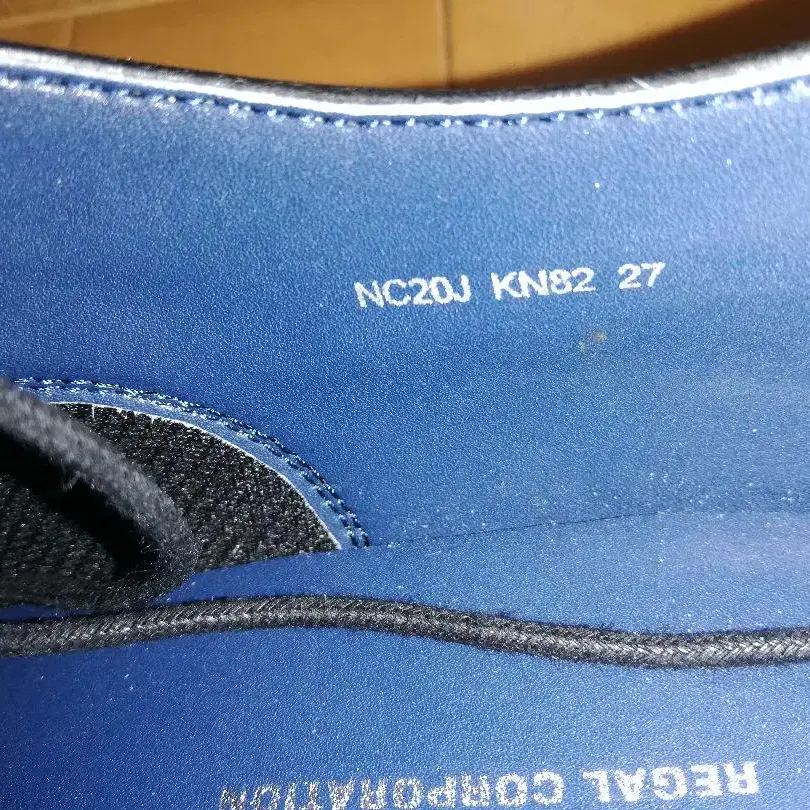 NC20J KN82 27
REGAL CORPORATION